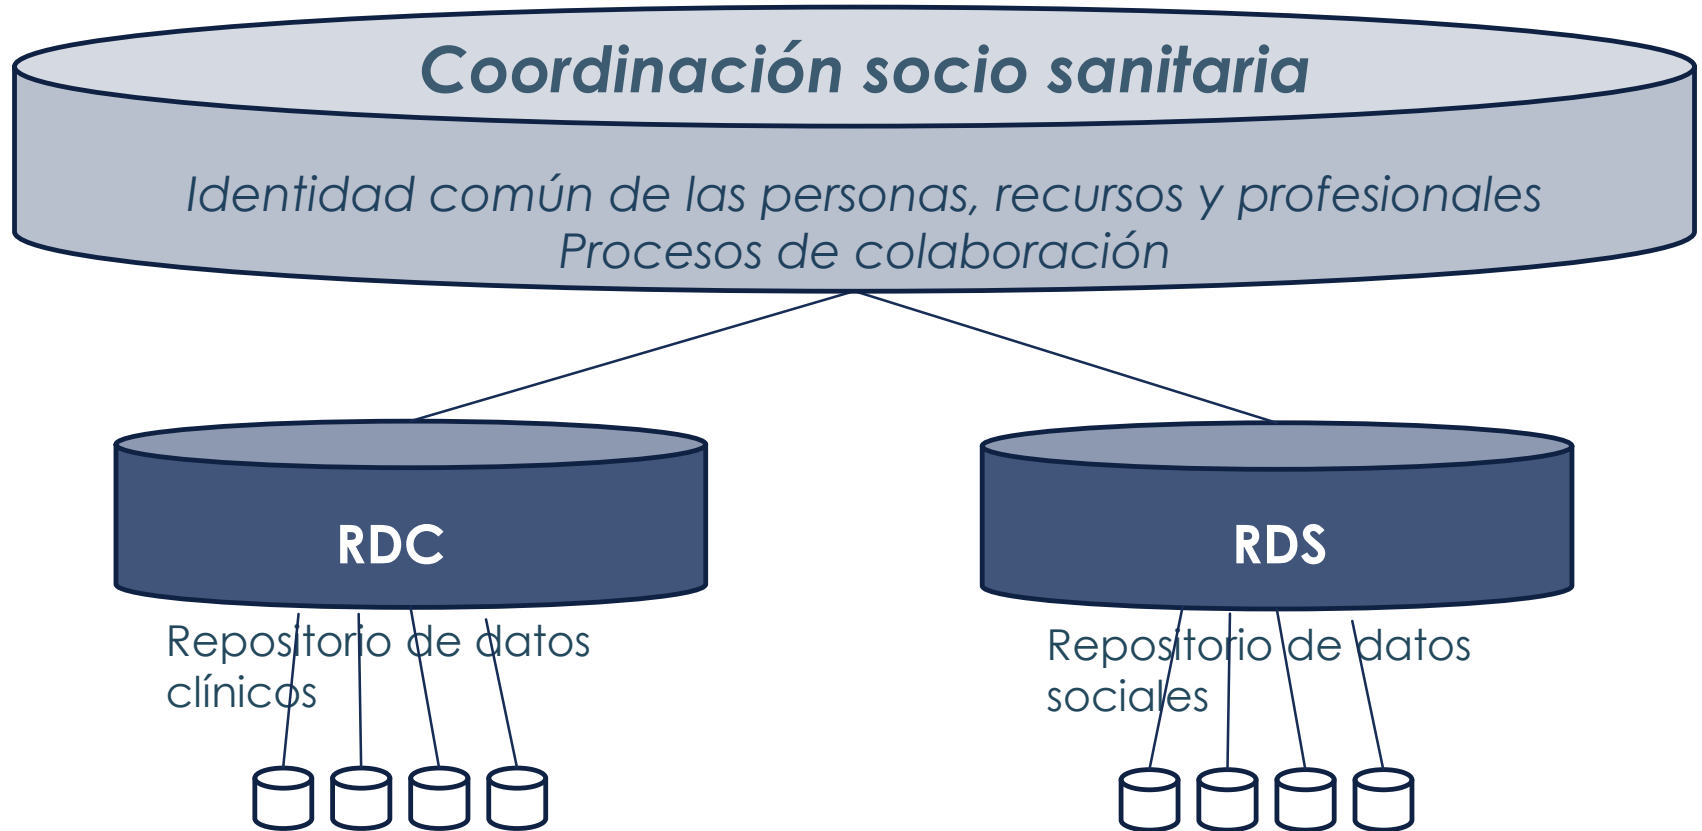 Coordinación socio sanitaria
Identidad común de las personas, recursos y profesionales
Procesos de colaboración
RDC
Repositorio de datos
clínicos
RDS
Repositorio de datos
sociales